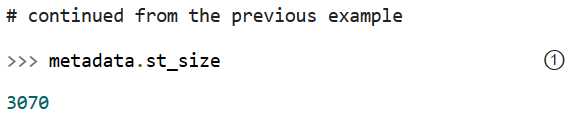 # continued from the previous example
>>> metadata.st_size ①
3070